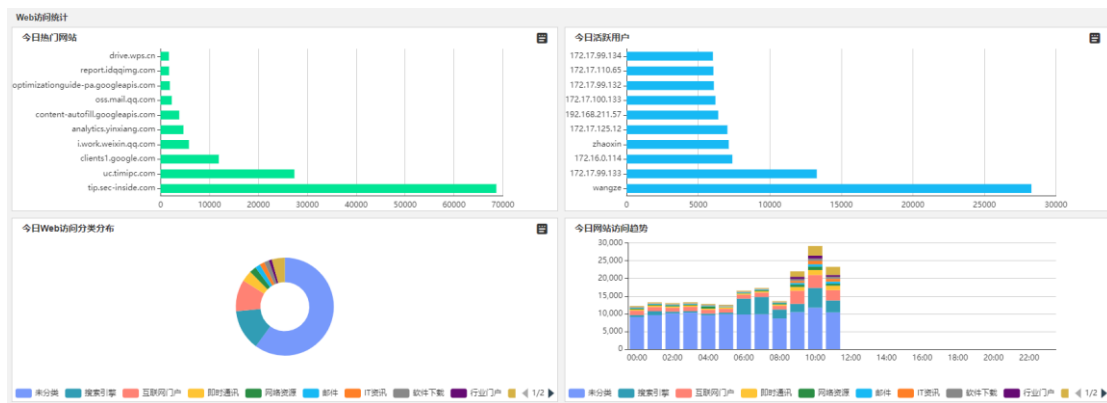 Web访问统计
今日热门网站
drive.wps.cn
report.idqqimg.com
optimizationguide-pa.googleapis.com
oss.mail.qq.com
content-autofill.googleapis.com
analytics.yinxiang.com
i.work.weixin.qq.com
clients1.google.com
uc.timipc.com
tip.sec-inside.com
0 10000 20000 30000 40000 50000 60000 70000
今日活跃用户
172.17.99.134
172.17.110.65
172.17.99.132
172.17.100.133
192.168.211.57
172.17.125.12
zhaoxin
172.16.0.114
172.17.99.133
wangze
0 5000 10000 15000 20000 25000 30000
今日Web访问分类分布
未分类 搜索引擎 互联网门户 即时通讯 网络资源 邮件 IT资讯 软件下载 行业门户 1/2
今日网站访问趋势
30,000
25,000
20,000
15,000
10,000
5,000
0
00:00 02:00 04:00 06:00 08:00 10:00 12:00 14:00 16:00 18:00 20:00 22:00
未分类 搜索引擎 互联网门户 即时通讯 网络资源 邮件 IT资讯 软件下载 行业门户 1/2